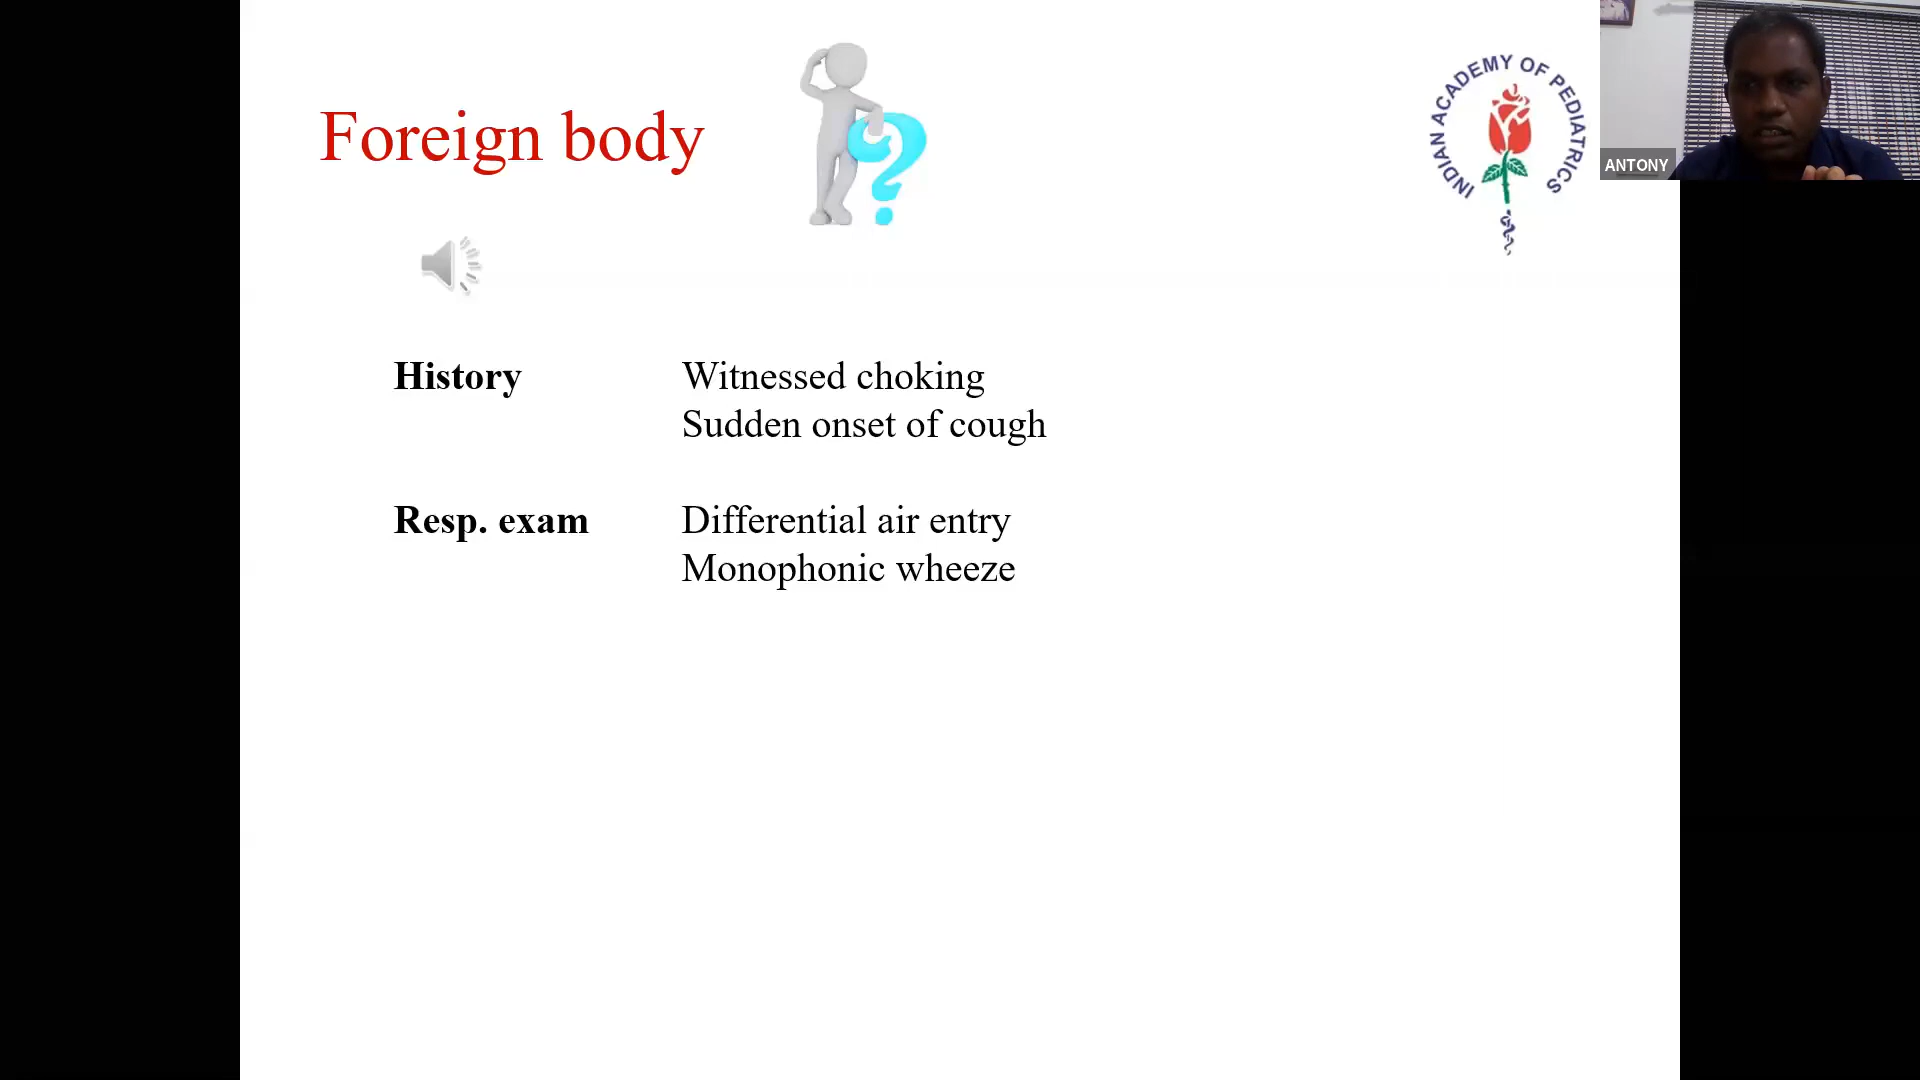 Foreign body
INDIAN ACADEMY OF PEDIATRICS
ANTONY
History Witnessed choking
Sudden onset of cough
Resp. exam Differential air entry
Monophonic wheeze